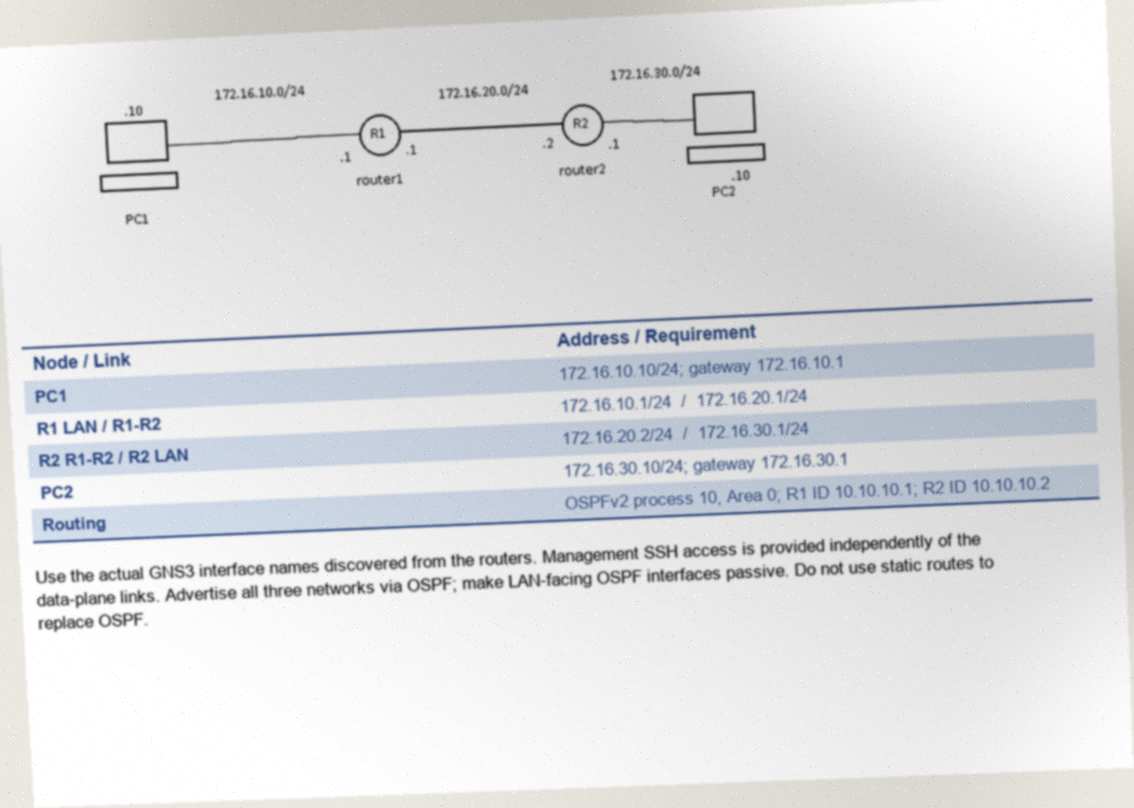 172.16.10.0/24
172.16.20.0/24
172.16.30.0/24
.10
R1
R2
.1
.1
.2
.1
router1
router2
.10
PC1
PC2
Node / Link Address / Requirement
PC1 172.16.10.10/24; gateway 172.16.10.1
R1 LAN / R1-R2 172.16.10.1/24 / 172.16.20.1/24
R2 R1-R2 / R2 LAN 172.16.20.2/24 / 172.16.30.1/24
PC2 172.16.30.10/24; gateway 172.16.30.1
Routing OSPFv2 process 10, Area 0; R1 ID 10.10.10.1; R2 ID 10.10.10.2
Use the actual GNS3 interface names discovered from the routers. Management SSH access is provided independently of the
data-plane links. Advertise all three networks via OSPF; make LAN-facing OSPF interfaces passive. Do not use static routes to
replace OSPF.